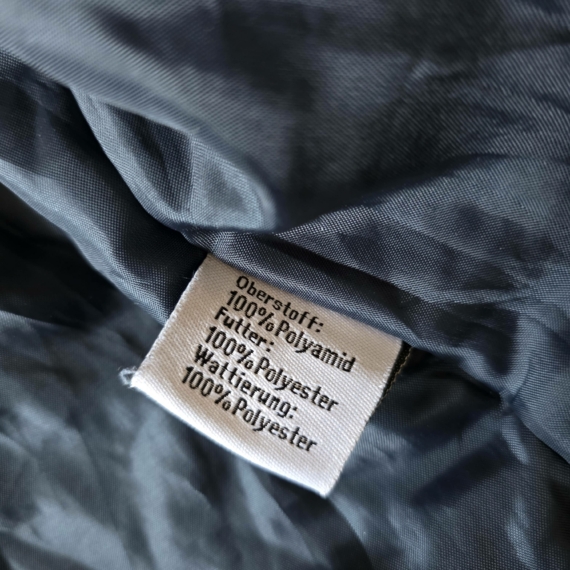 Oberstoff:
100%Polyamid
Futter:
100%Polyester
Wattierung:
100%Polyester